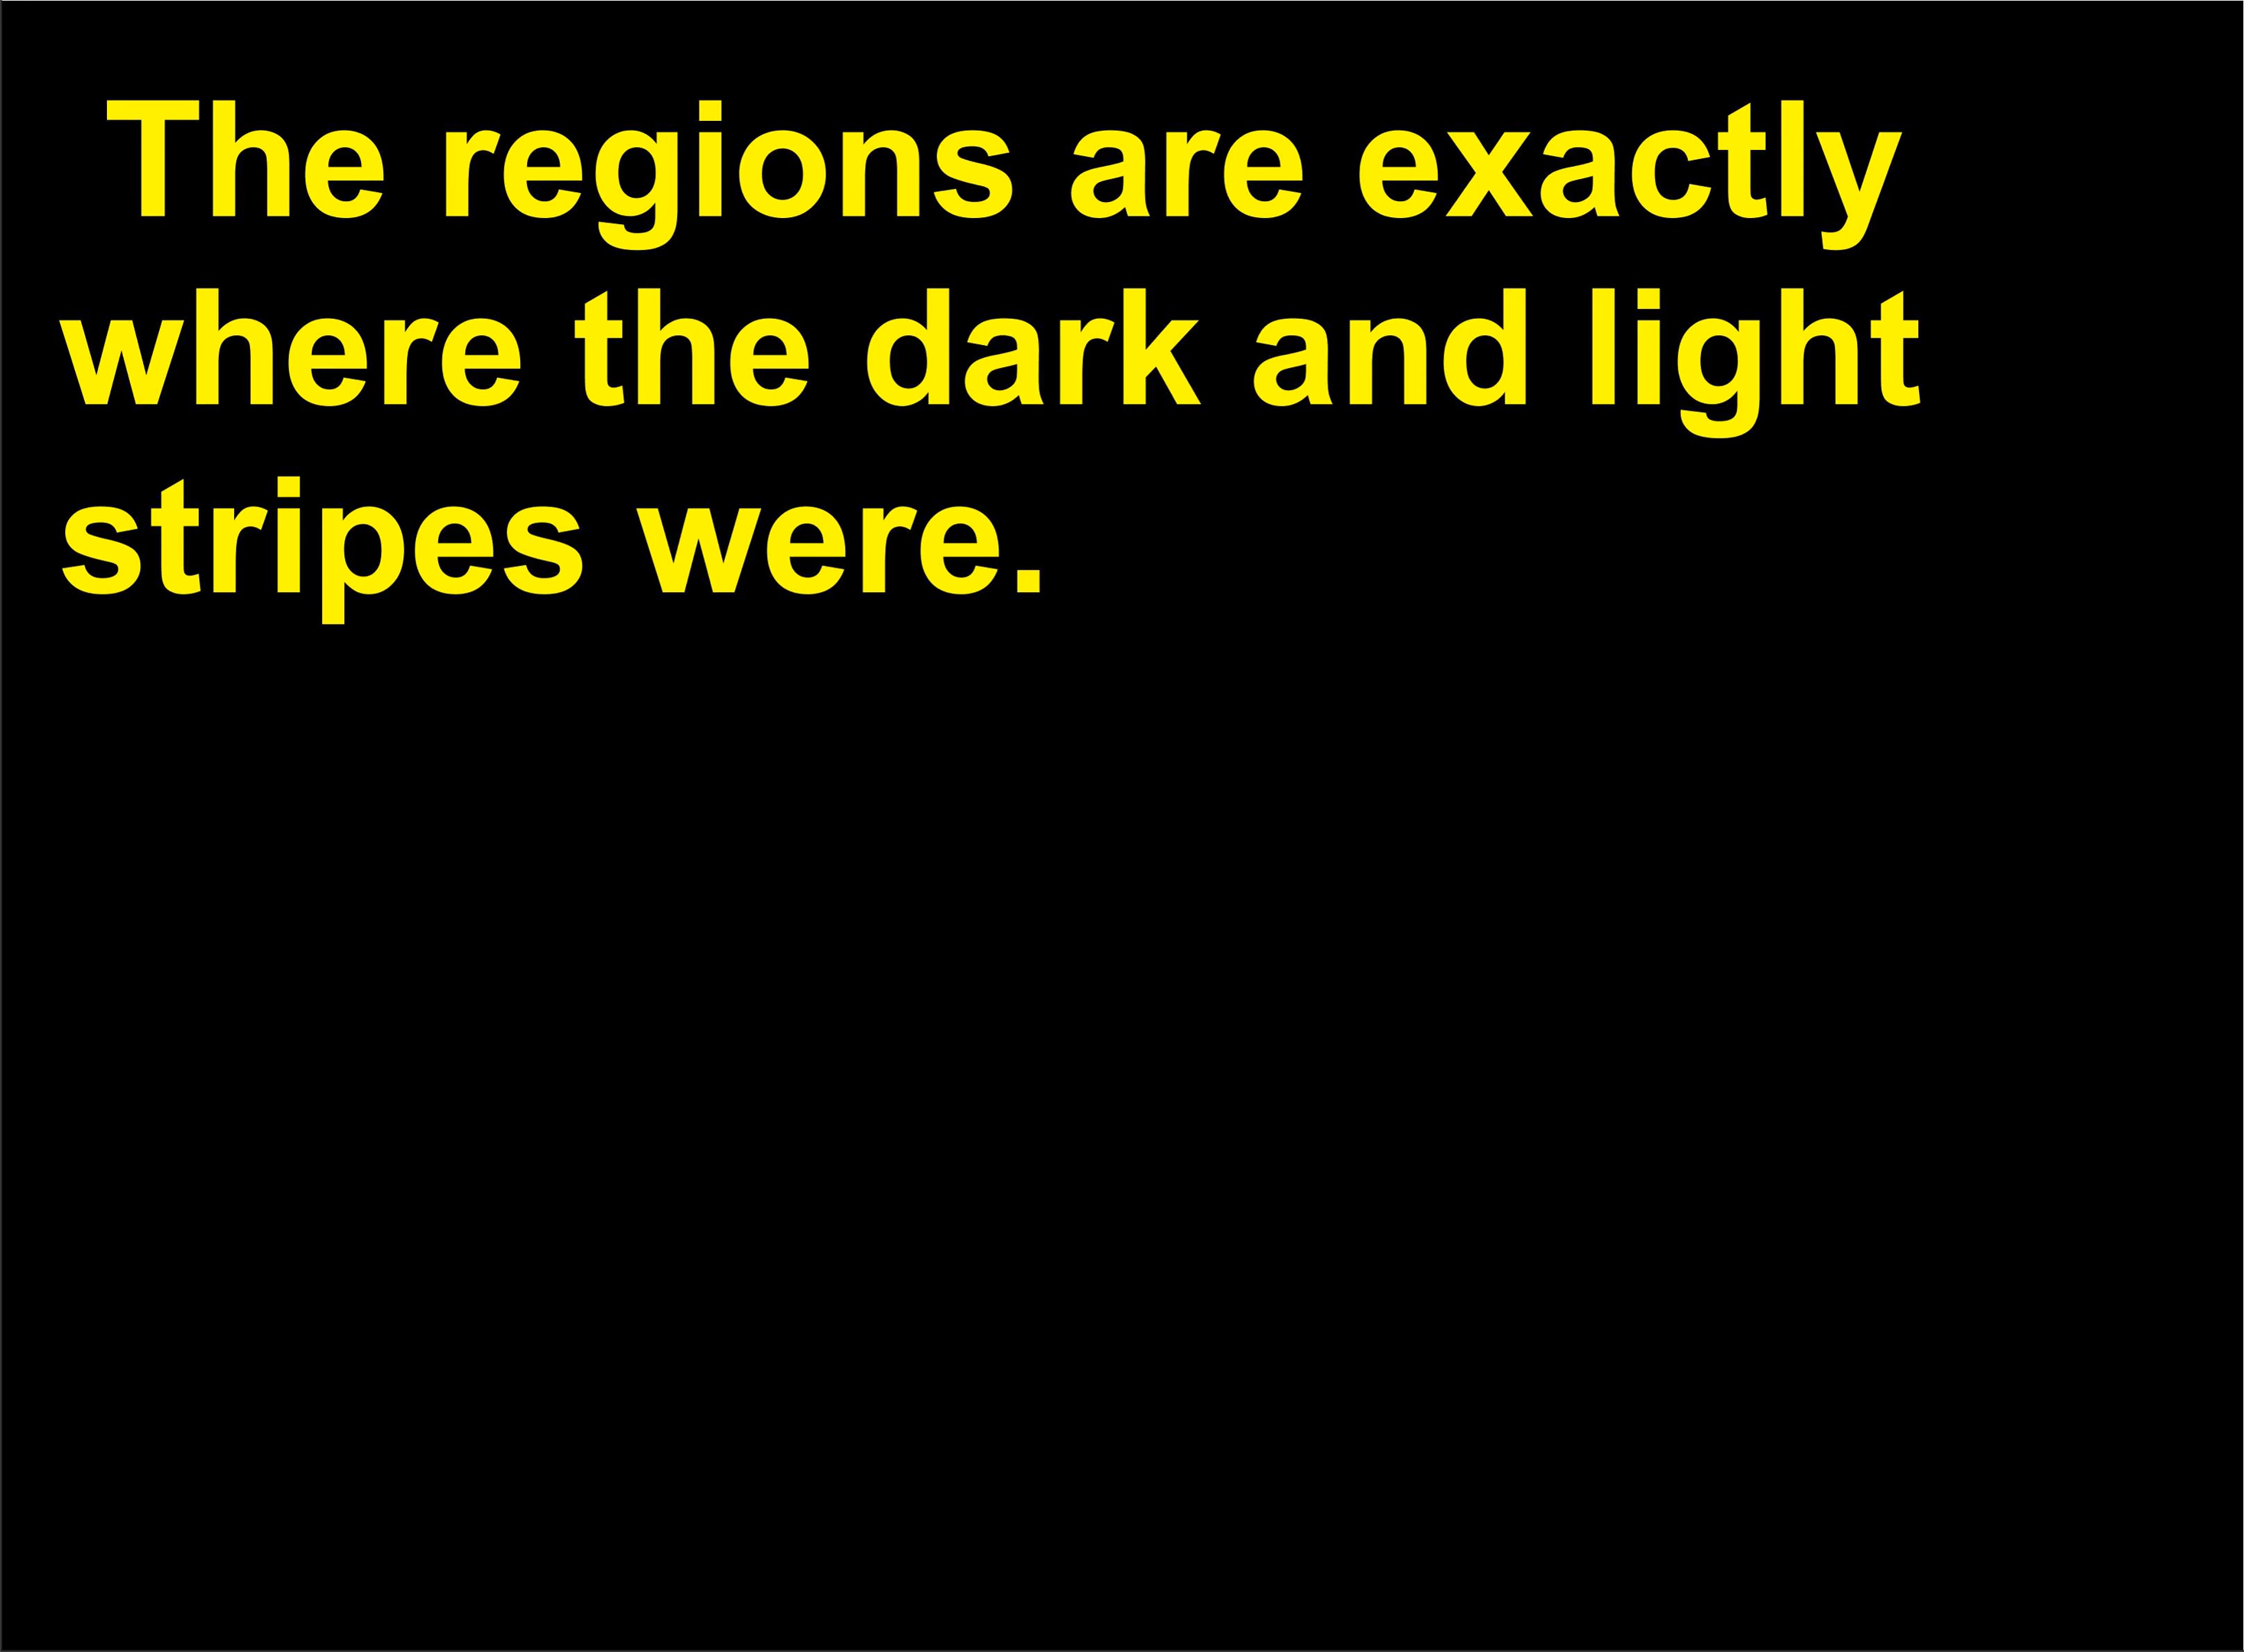 The regions are exactly
where the dark and light
stripes were.